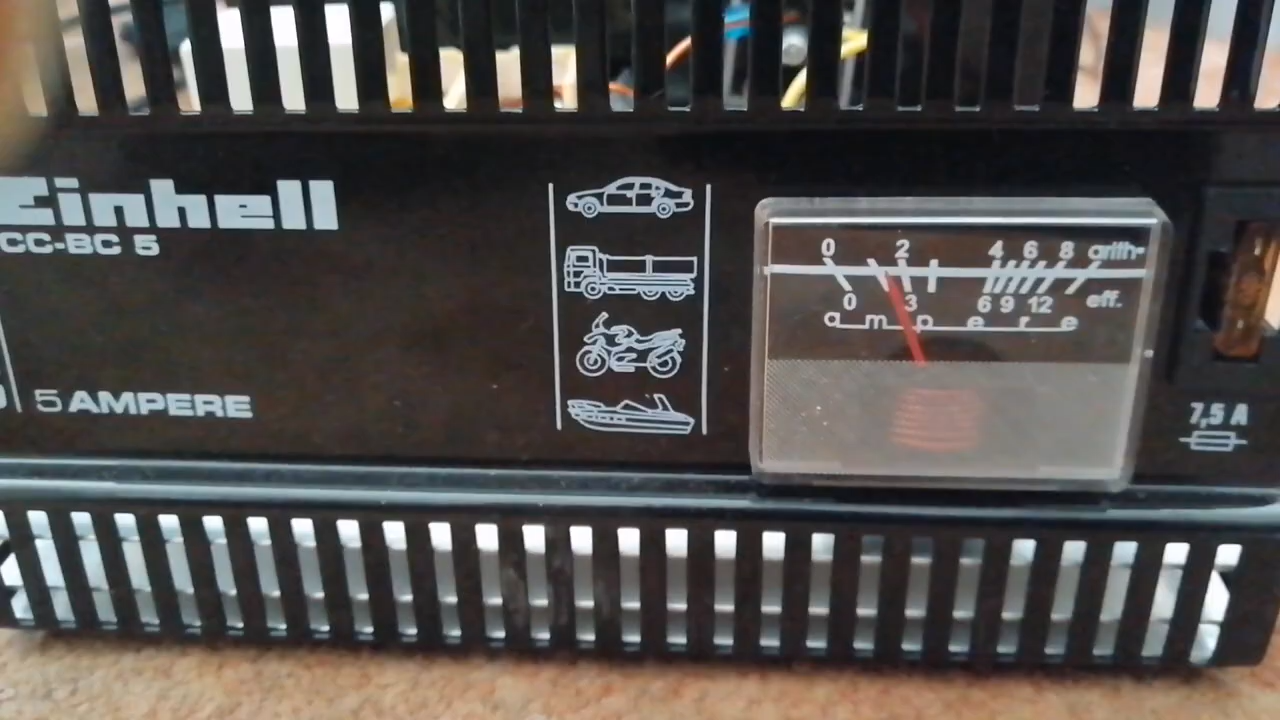 Einhell
CC-BC 5
5 AMPERE
0 2 4 6 8 arith-
0 3 6 9 12 eff.
ampere
7,5 A